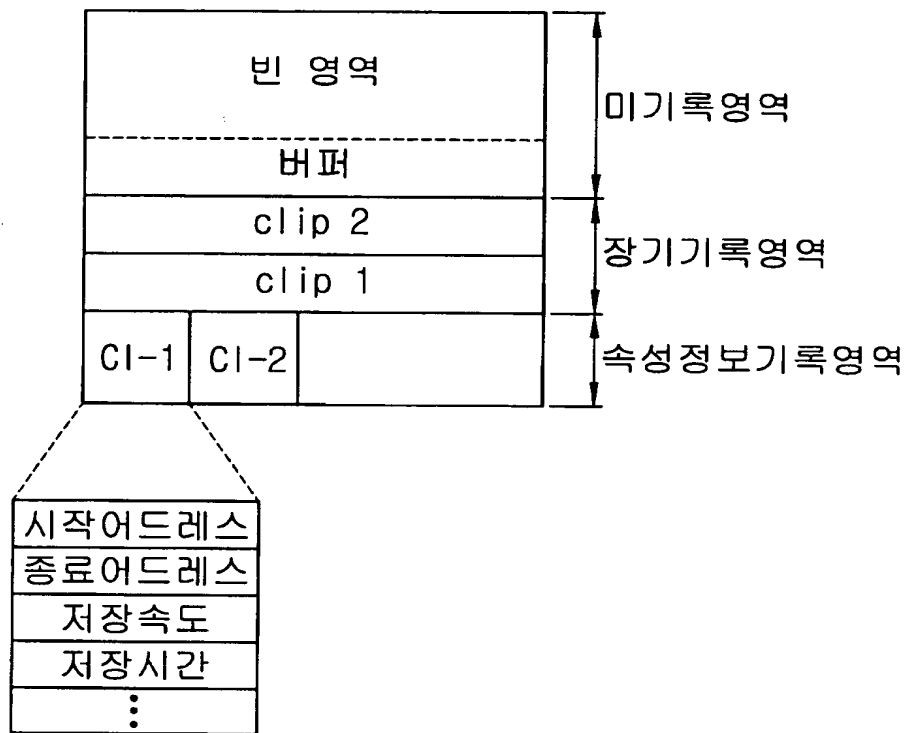 빈 영역
미기록영역
버퍼
clip 2
장기기록영역
clip 1
CI-1
CI-2
속성정보기록영역
시작어드레스
종료어드레스
저장속도
저장시간
⋮